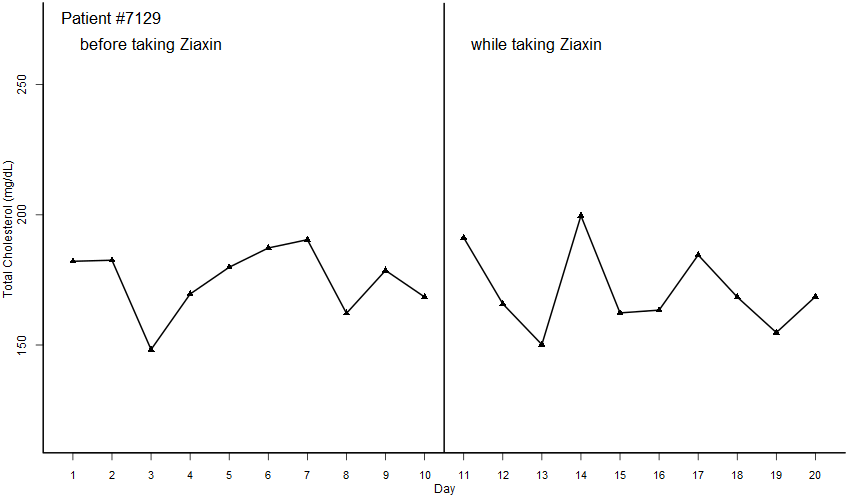 Patient #7129
before taking Ziaxin
while taking Ziaxin
Total Cholesterol (mg/dL)
250
200
150
1 2 3 4 5 6 7 8 9 10 11 12 13 14 15 16 17 18 19 20
Day